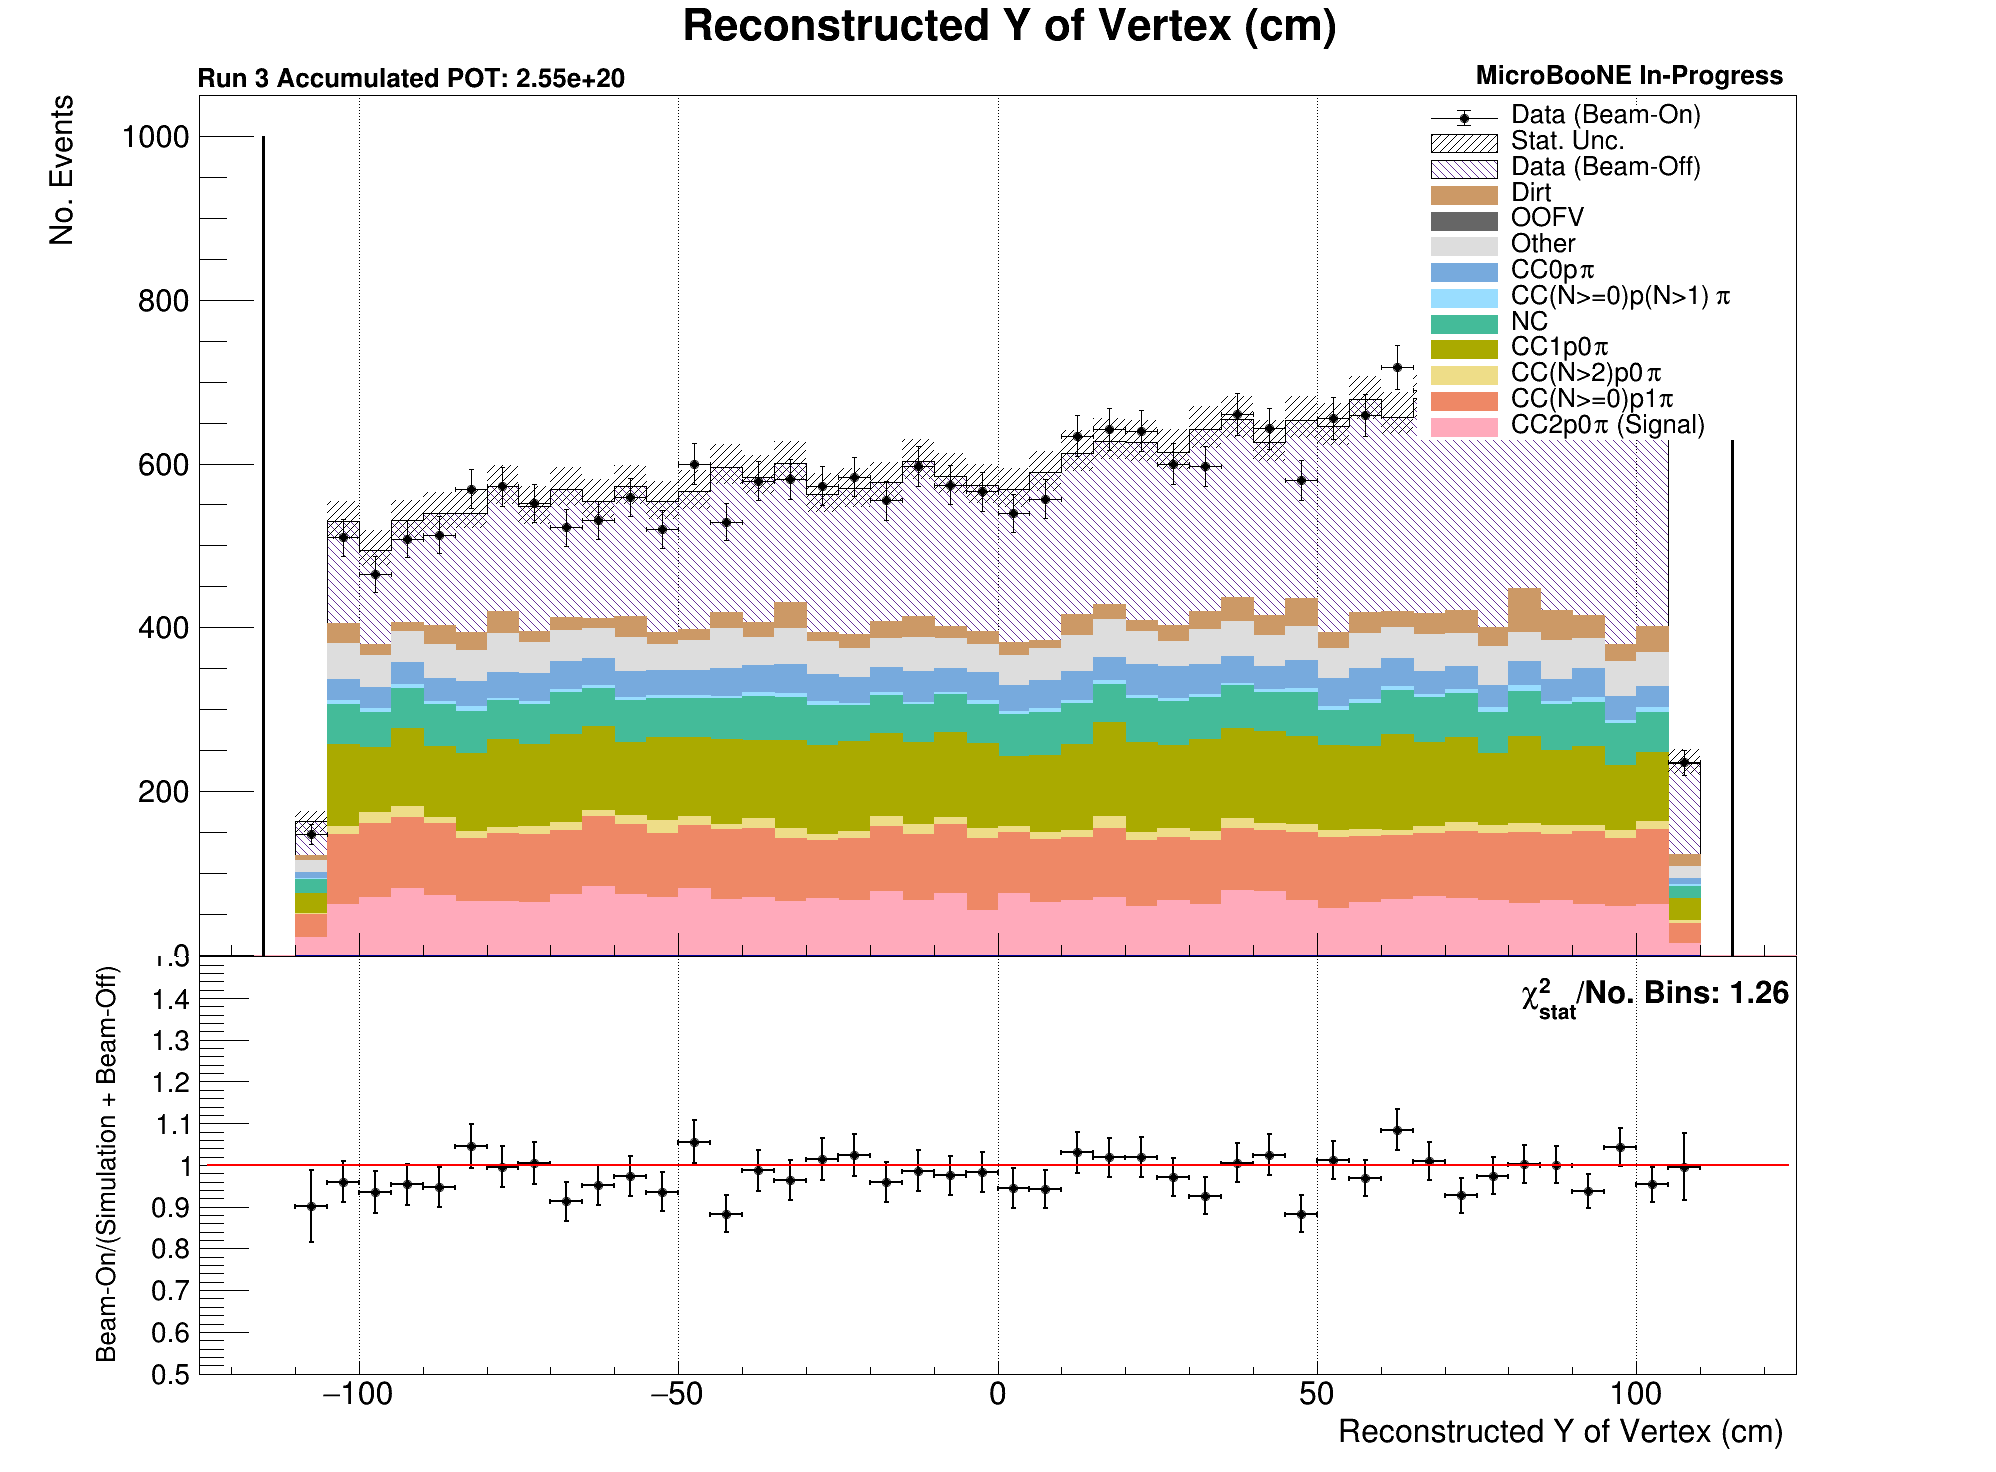 Reconstructed Y of Vertex (cm)
Run 3 Accumulated POT: 2.55e+20
MicroBooNE In-Progress
No. Events
1000
800
600
400
200
0
Data (Beam-On)
Stat. Unc.
Data (Beam-Off)
Dirt
OOFV
Other
CC0pπ
CC(N>=0)p(N>1) π
NC
CC1p0π
CC(N>2)p0π
CC(N>=0)p1π
CC2p0π (Signal)
Beam-On/(Simulation + Beam-Off)
1.5
1.4
1.3
1.2
1.1
1
0.9
0.8
0.7
0.6
0.5
χ²stat/No. Bins: 1.26
−100 −50 0 50 100
Reconstructed Y of Vertex (cm)